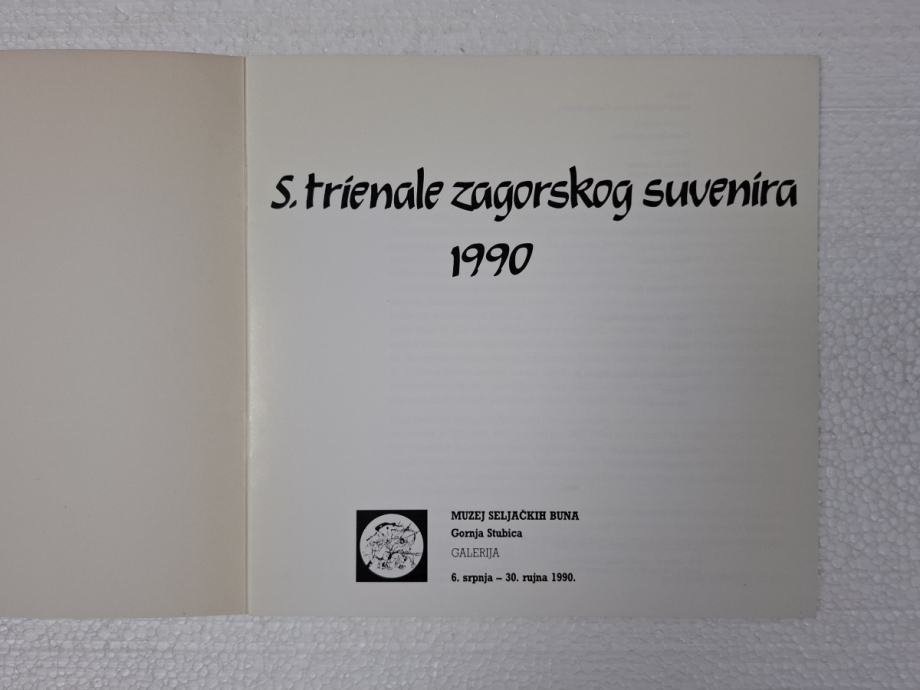 5. trienale zagorskog suvenira
1990
MUZEJ SELJAČKIH BUNA
Gornja Stubica
GALERIJA
6. srpnja – 30. rujna 1990.